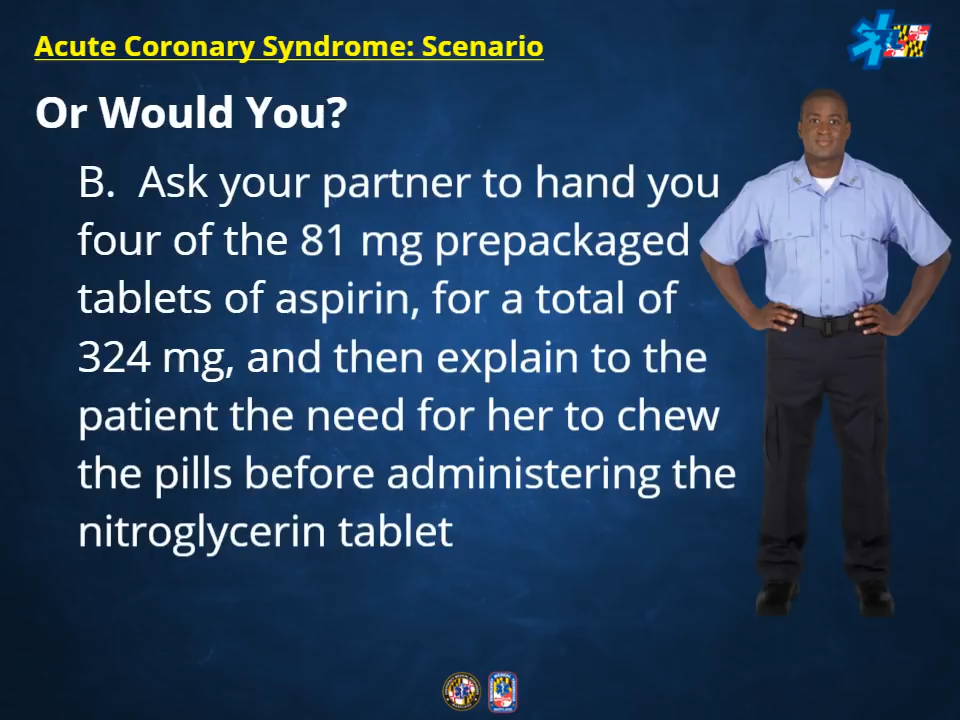 Acute Coronary Syndrome: Scenario
Or Would You?
B. Ask your partner to hand you
four of the 81 mg prepackaged
tablets of aspirin, for a total of
324 mg, and then explain to the
patient the need for her to chew
the pills before administering the
nitroglycerin tablet